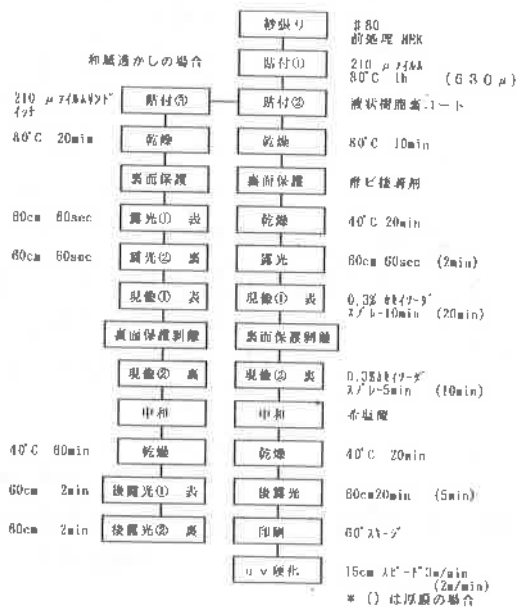 紗張り ＃80
前処理 MEK
和風透かしの場合
貼付① 210 μフイルム
80℃ 1h (630μ)
210 μフイルムサンド
イッチ
貼付③ 貼付② 液状樹脂裏コート
80℃ 20min 乾燥 乾燥 80℃ 10min
裏面保護 裏面保護 酢ビ接着剤
60cm 60sec 露光① 表 乾燥 40℃ 20min
60cm 60sec 露光② 裏 露光 60cm 60sec (2min)
現像① 表 現像① 表 0.3% カセイソーダ
スプレー10min (20min)
裏面保護剥離 裏面保護剥離
現像② 裏 現像② 裏 0.3%カセイソーダ
スプレー5min (10min)
中和 中和 希塩酸
40℃ 60min 乾燥 乾燥 40℃ 20min
60cm 2min 後露光① 表 後露光 60cm20min (5min)
60cm 2min 後露光② 裏 印刷 60°スキージ
uv硬化 15cm スピード3m/min
(2m/min)
* () は厚膜の場合